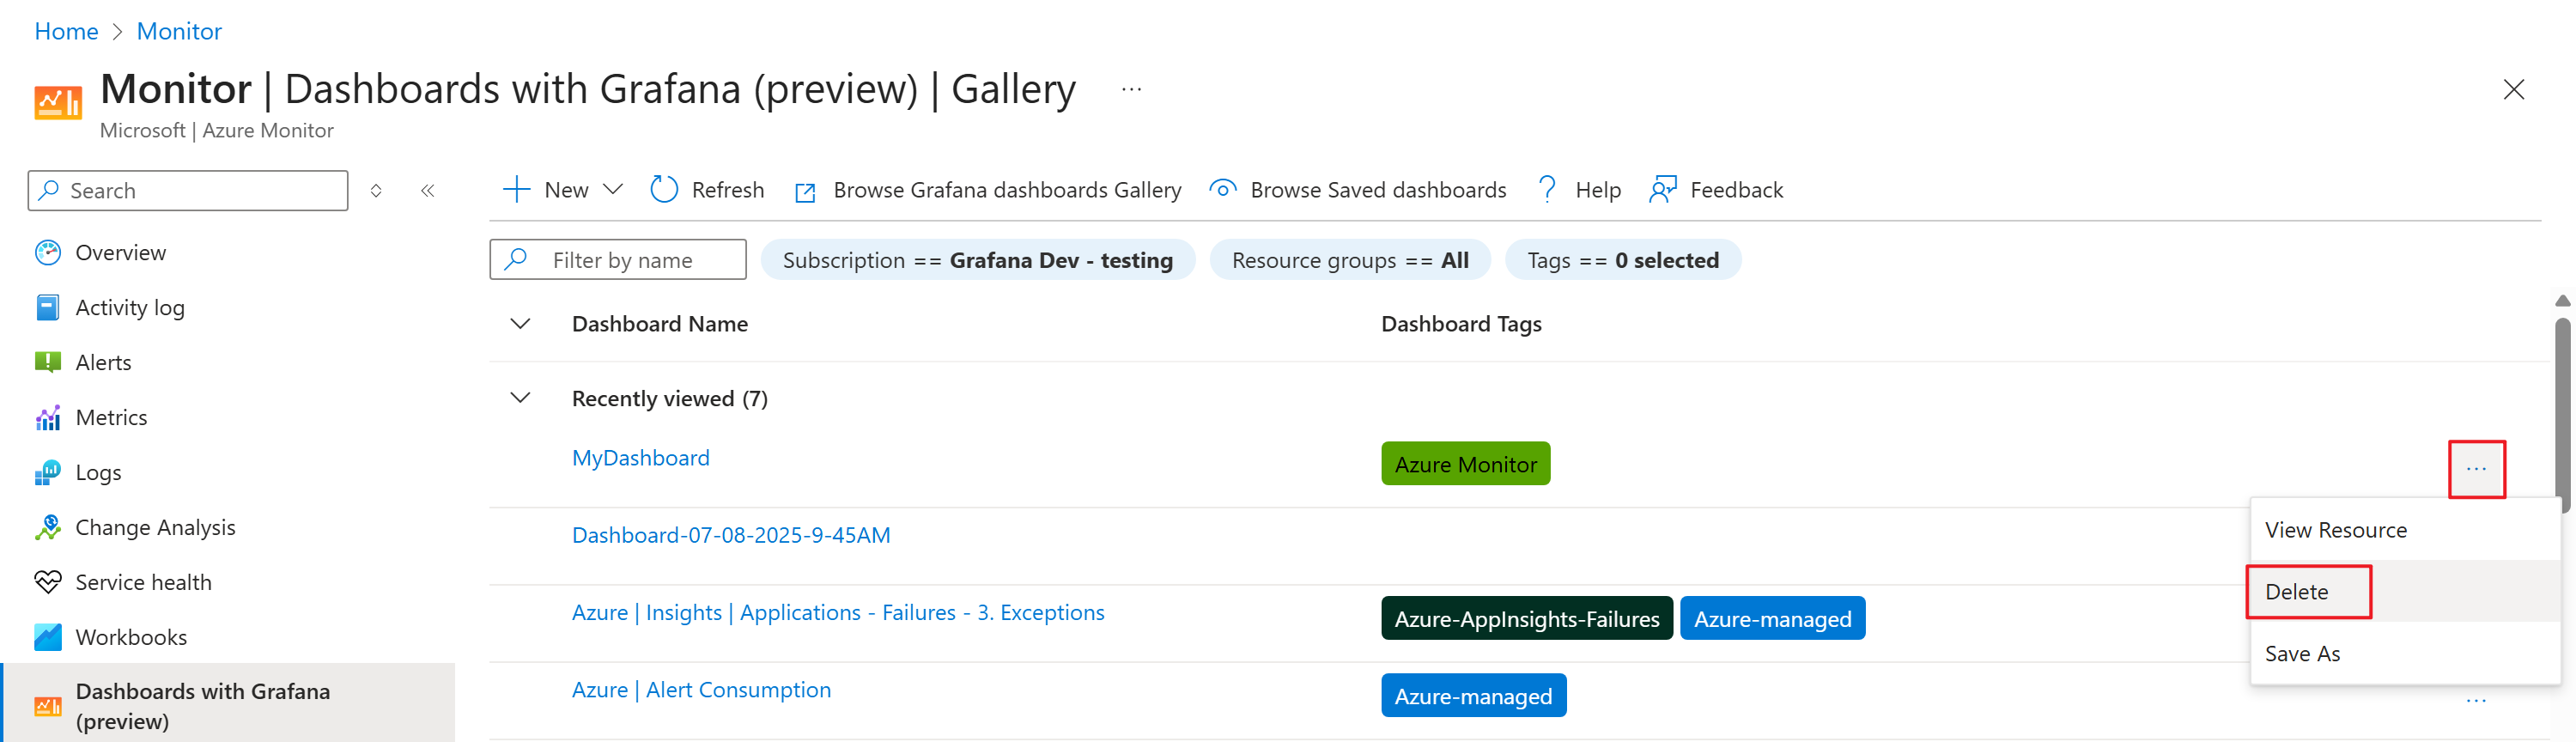 Home > Monitor
Monitor | Dashboards with Grafana (preview) | Gallery ...
Microsoft | Azure Monitor
Search
New
Refresh
Browse Grafana dashboards Gallery
Browse Saved dashboards
Help
Feedback
Overview
Activity log
Alerts
Metrics
Logs
Change Analysis
Service health
Workbooks
Dashboards with Grafana
(preview)
Filter by name
Subscription == Grafana Dev - testing
Resource groups == All
Tags == 0 selected
Dashboard Name
Dashboard Tags
Recently viewed (7)
MyDashboard
Azure Monitor
...
Dashboard-07-08-2025-9-45AM
Azure | Insights | Applications - Failures - 3. Exceptions
Azure-AppInsights-Failures
Azure-managed
Azure | Alert Consumption
Azure-managed
...
View Resource
Delete
Save As